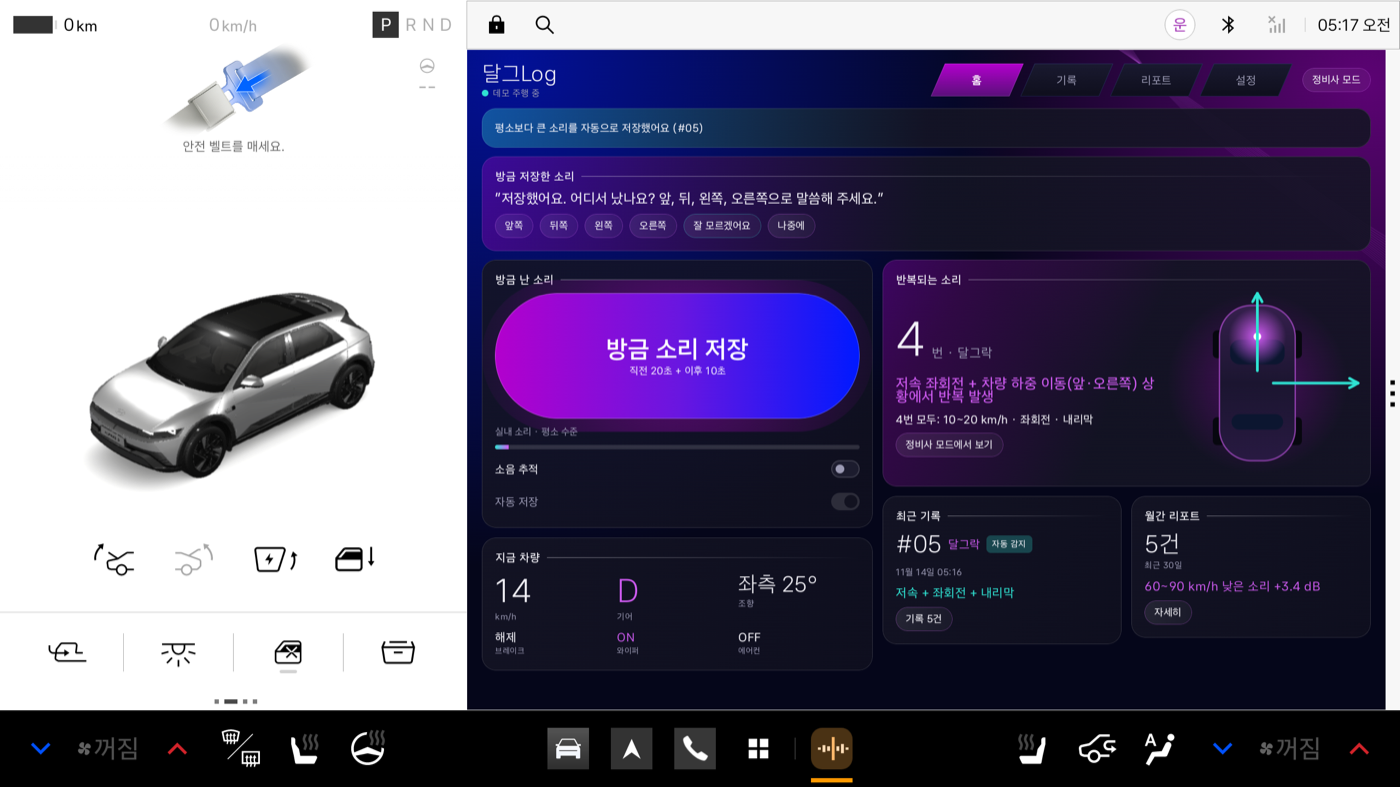 0 km
0 km/h
P R N D
안전 벨트를 매세요.
--
운
05:17 오전
달그Log
데모 주행 중
홈
기록
리포트
설정
정비사 모드
평소보다 큰 소리를 자동으로 저장했어요 (#05)
방금 저장한 소리
"저장했어요. 어디서 났나요? 앞, 뒤, 왼쪽, 오른쪽으로 말씀해 주세요."
앞쪽
뒤쪽
왼쪽
오른쪽
잘 모르겠어요
나중에
방금 난 소리
방금 소리 저장
직전 20초 + 이후 10초
실내 소리 · 평소 수준
소음 추적
자동 저장
지금 차량
14
km/h
D
기어
좌측 25°
조향
해제
브레이크
ON
와이퍼
OFF
에어컨
반복되는 소리
4 번 · 달그락
저속 좌회전 + 차량 하중 이동(앞·오른쪽) 상
황에서 반복 발생
4번 모두: 10~20 km/h · 좌회전 · 내리막
정비사 모드에서 보기
최근 기록
#05 달그락 자동 감지
11월 14일 05:16
저속 + 좌회전 + 내리막
기록 5건
월간 리포트
5건
최근 30일
60~90 km/h 낮은 소리 +3.4 dB
자세히
꺼짐
A
꺼짐